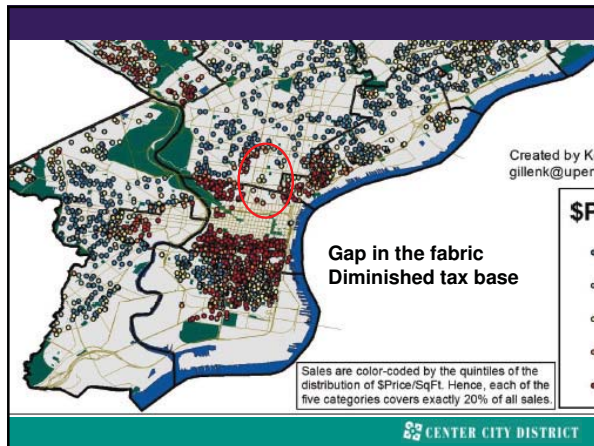 Created by K
gillenk@uper
$P
Gap in the fabric
Diminished tax base
Sales are color-coded by the quintiles of the
distribution of $Price/SqFt. Hence, each of the
five categories covers exactly 20% of all sales.
CENTER CITY DISTRICT